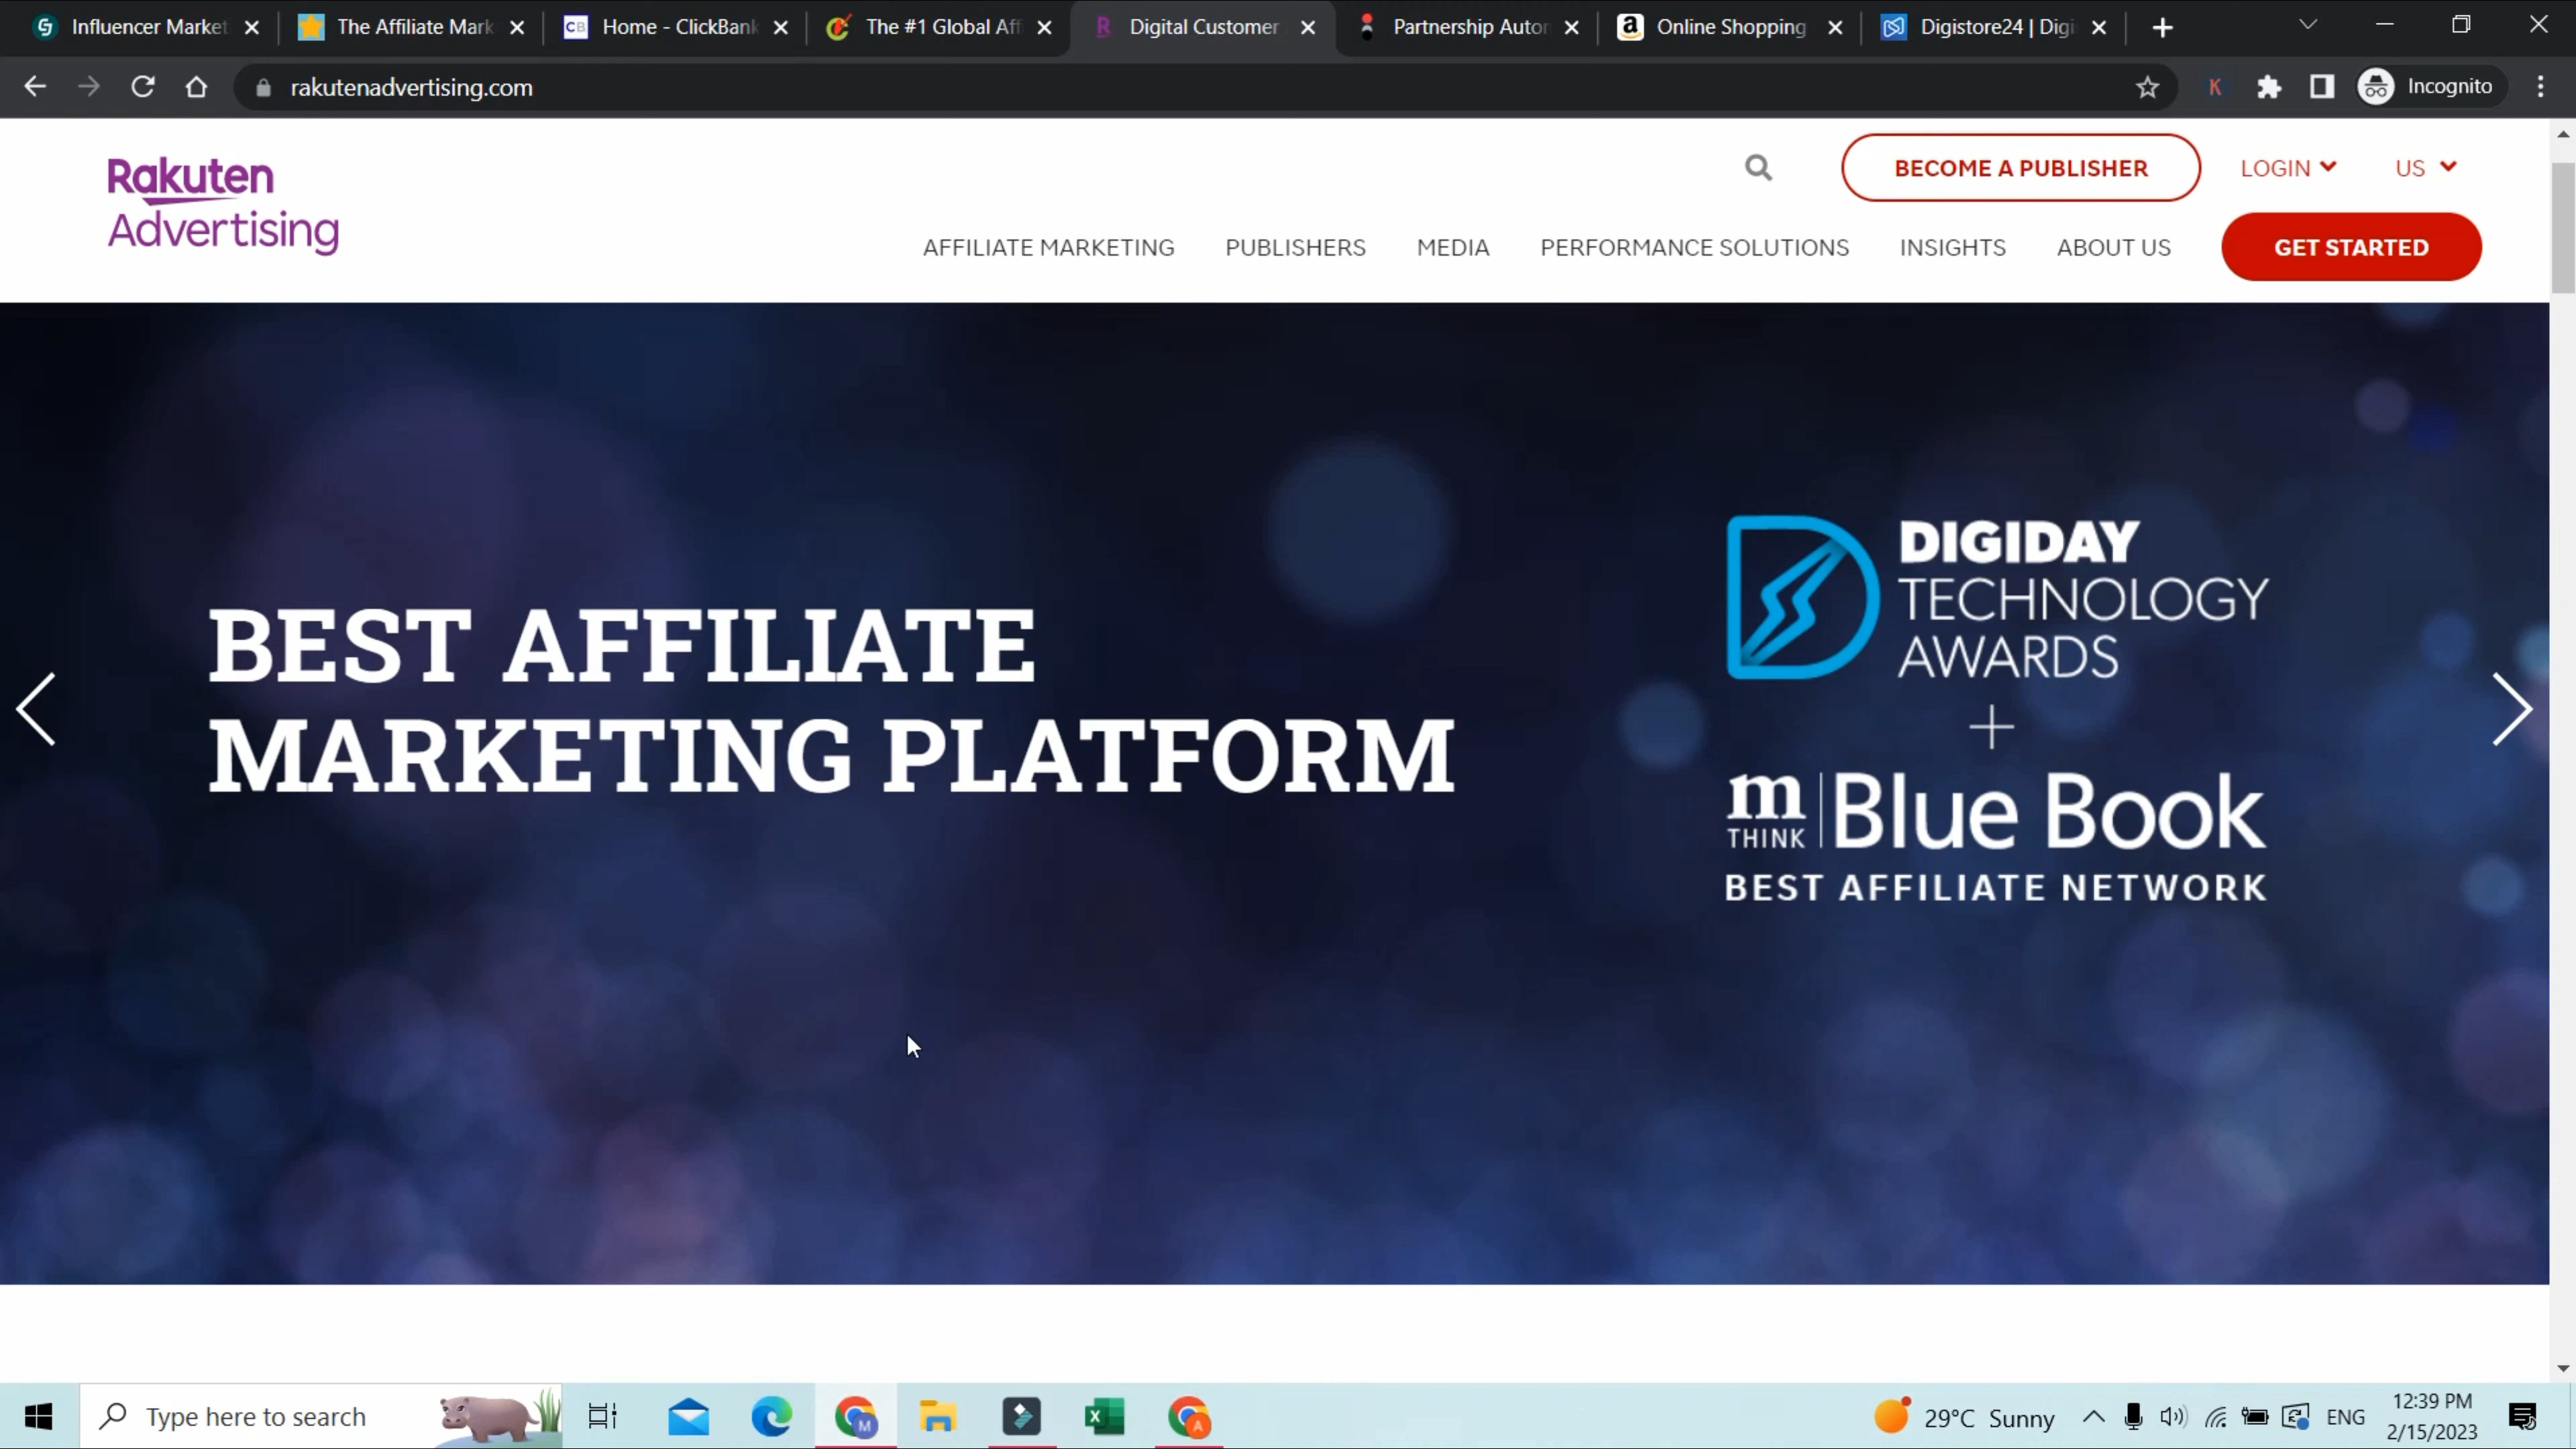 Influencer Market
The Affiliate Mark
CB Home - ClickBank
The #1 Global Aff
R Digital Customer
Partnership Autor
a Online Shopping
Digistore24 | Digi
rakutenadvertising.com
K
Incognito
Rakuten
Advertising
BECOME A PUBLISHER
LOGIN
US
AFFILIATE MARKETING
PUBLISHERS
MEDIA
PERFORMANCE SOLUTIONS
INSIGHTS
ABOUT US
GET STARTED
BEST AFFILIATE
MARKETING PLATFORM
DIGIDAY
TECHNOLOGY
AWARDS
+
m
THINK
Blue Book
BEST AFFILIATE NETWORK
Type here to search
M
X
A
29°C Sunny
ENG
12:39 PM
2/15/2023